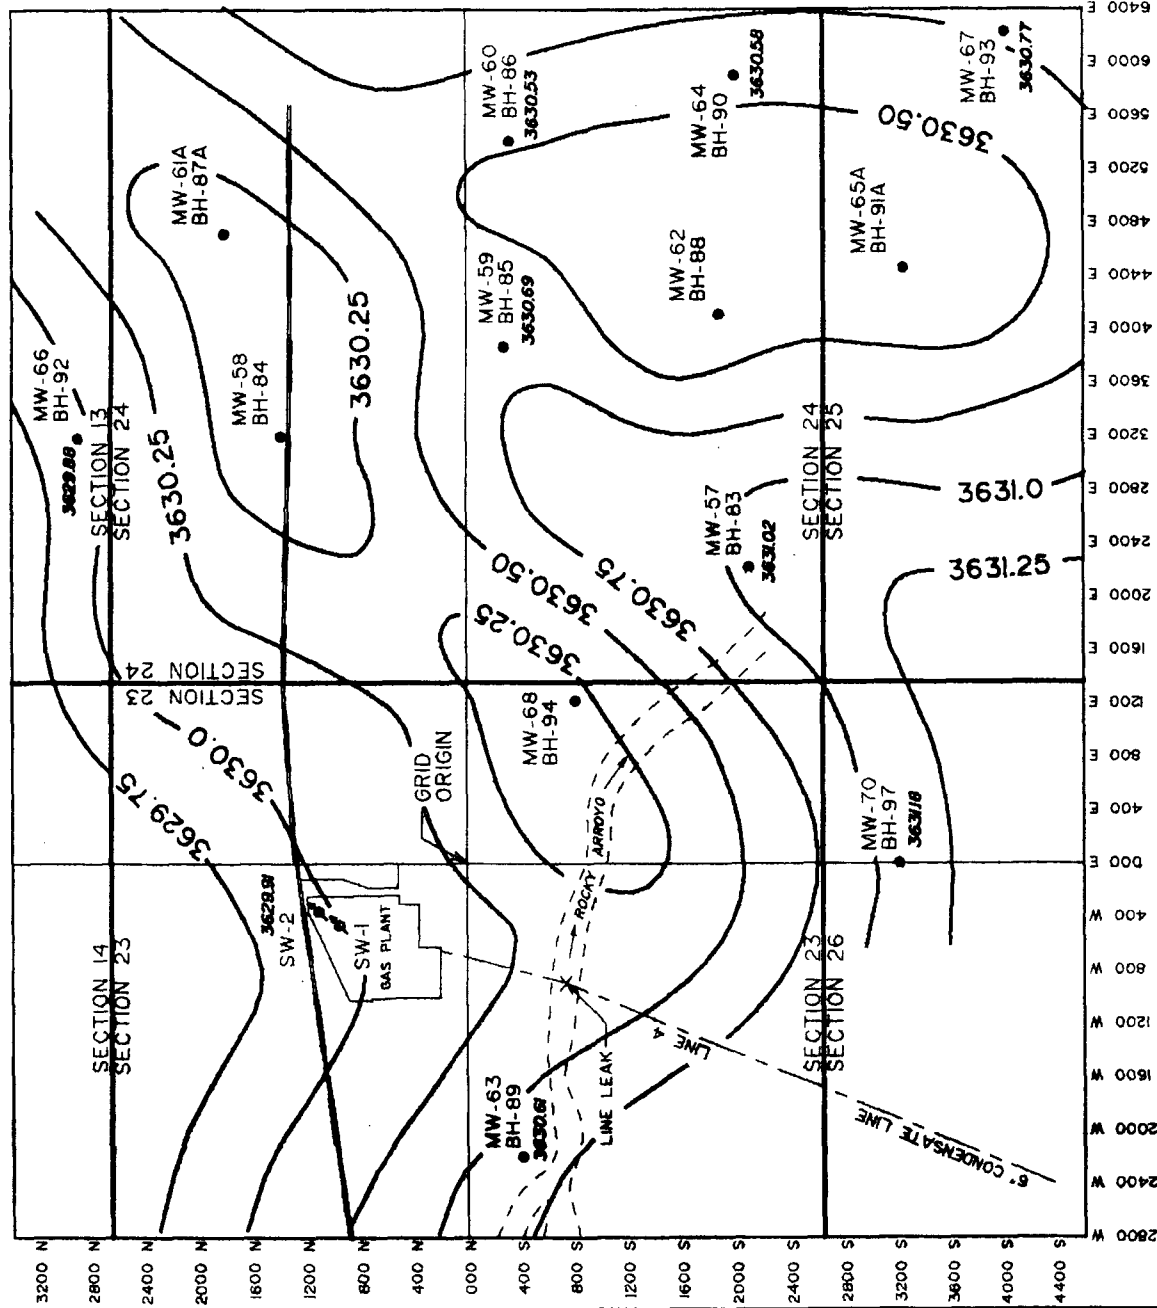 MW-60
BH-86
3630.53
MW-64
BH-90
3630.58
MW-67
BH-93
3630.77
MW-61A
BH-87A
3630.50
MW-65A
BH-91A
MW-59
BH-85
3630.69
MW-62
BH-88
MW-66
BH-92
3629.88
MW-58
BH-84
3630.25
3630.25
SECTION 13
SECTION 24
SECTION 24
SECTION 25
MW-57
BH-83
3631.02
3631.0
3631.25
3630.50
3630.75
3630.25
SECTION 24
SECTION 23
MW-68
BH-94
GRID
ORIGIN
3630.0
3629.75
ROCKY ARROYO
MW-70
BH-97
3631.18
3629.91
SW-2
SW-1
GAS PLANT
SECTION 14
SECTION 23
SECTION 23
SECTION 26
LINE 4
LINE LEAK
MW-63
BH-89
3630.61
6" CONDENSATE LINE
6400 E
6000 E
5600 E
5200 E
4800 E
4400 E
4000 E
3600 E
3200 E
2800 E
2400 E
2000 E
1600 E
1200 E
800 E
400 E
000 E
400 W
800 W
1200 W
1600 W
2000 W
2400 W
2800 W
3200 N
2800 N
2400 N
2000 N
1600 N
1200 N
800 N
400 N
000
400 S
800 S
1200 S
1600 S
2000 S
2400 S
2800 S
3200 S
3600 S
4000 S
4400 S